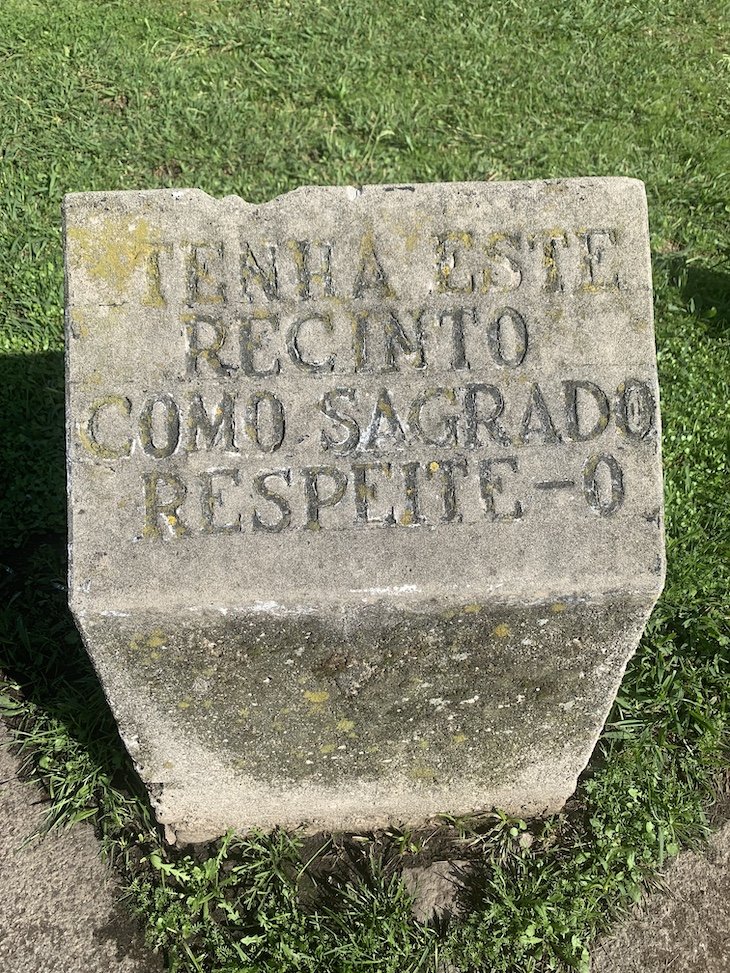 TENHA ESTE
RECINTO
COMO SAGRADO
RESPEITE-O